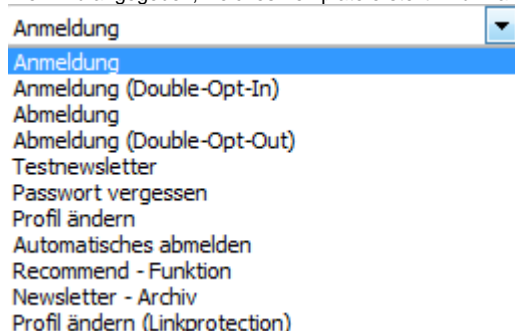 Anmeldung
Anmeldung
Anmeldung (Double-Opt-In)
Abmeldung
Abmeldung (Double-Opt-Out)
Testnewsletter
Passwort vergessen
Profil ändern
Automatisches abmelden
Recommend - Funktion
Newsletter - Archiv
Profil ändern (Linkprotection)